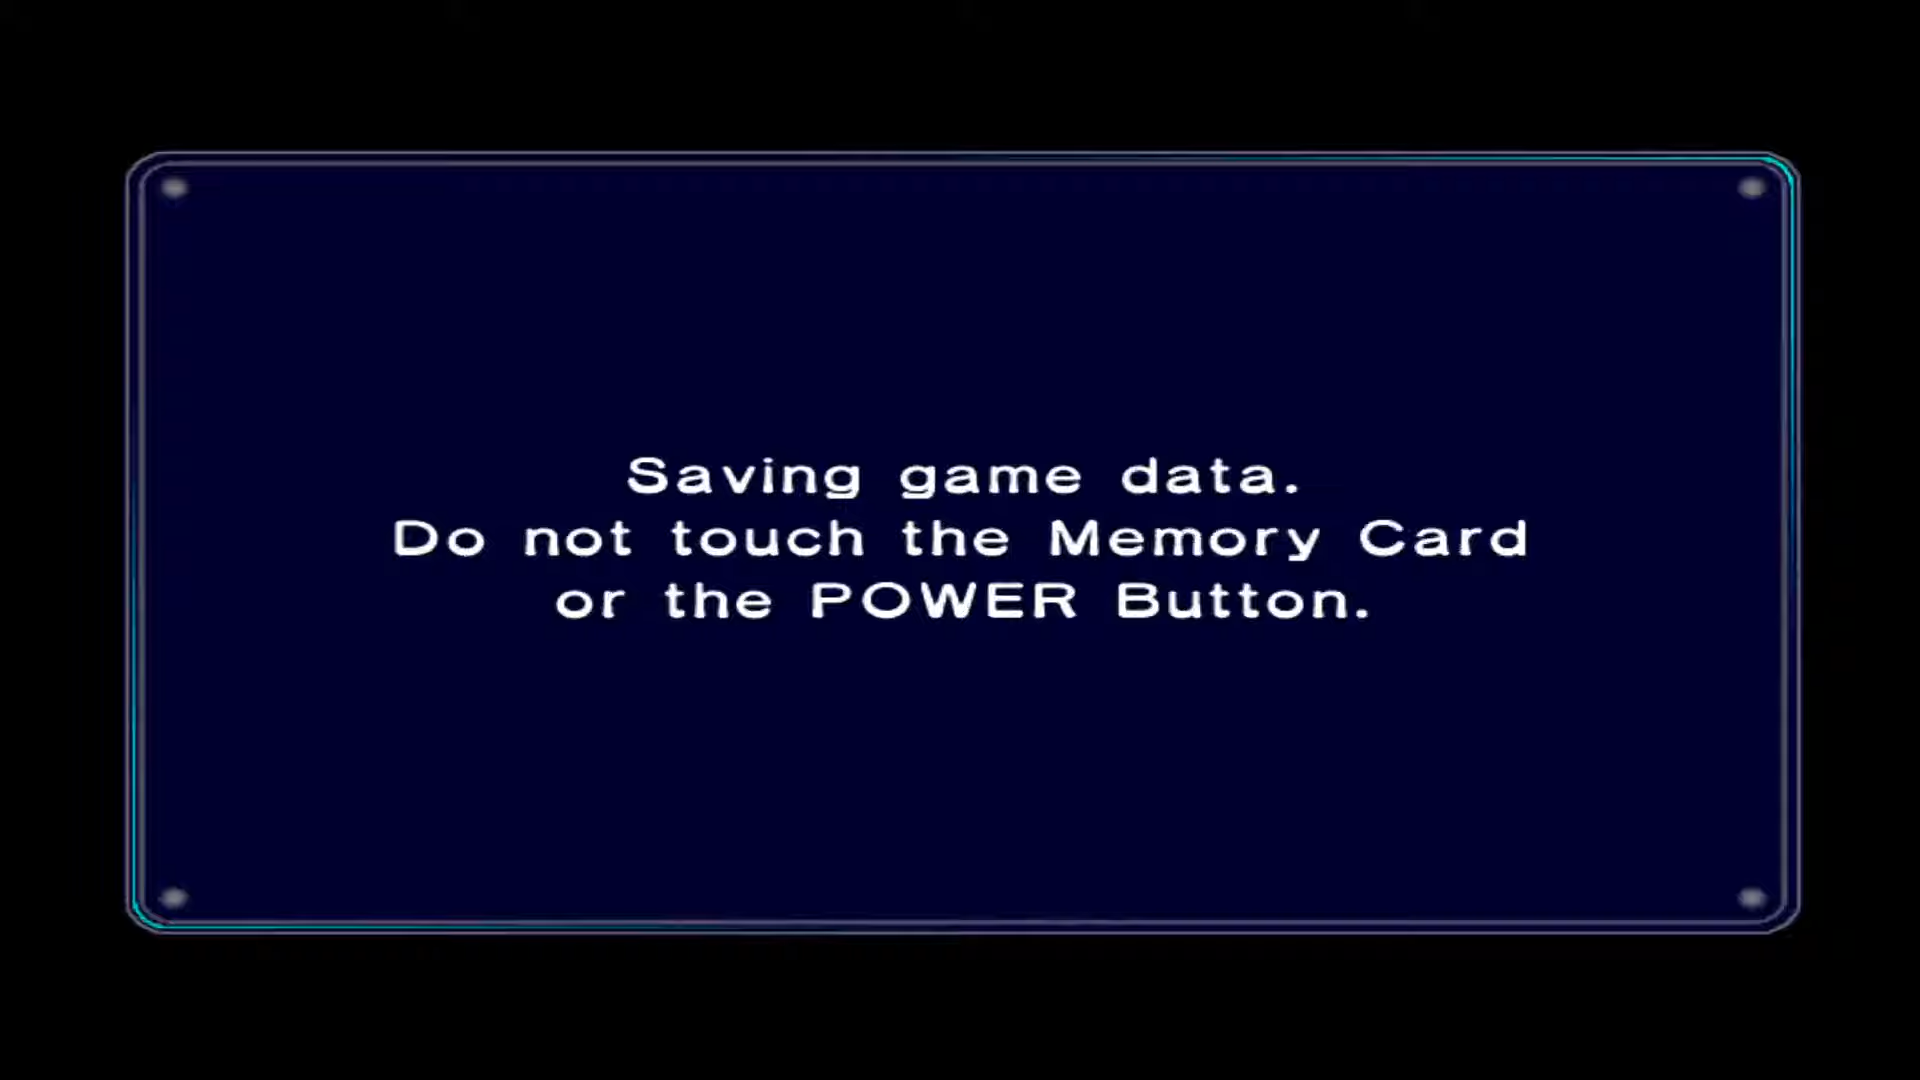 Saving game data.
Do not touch the Memory Card
or the POWER Button.